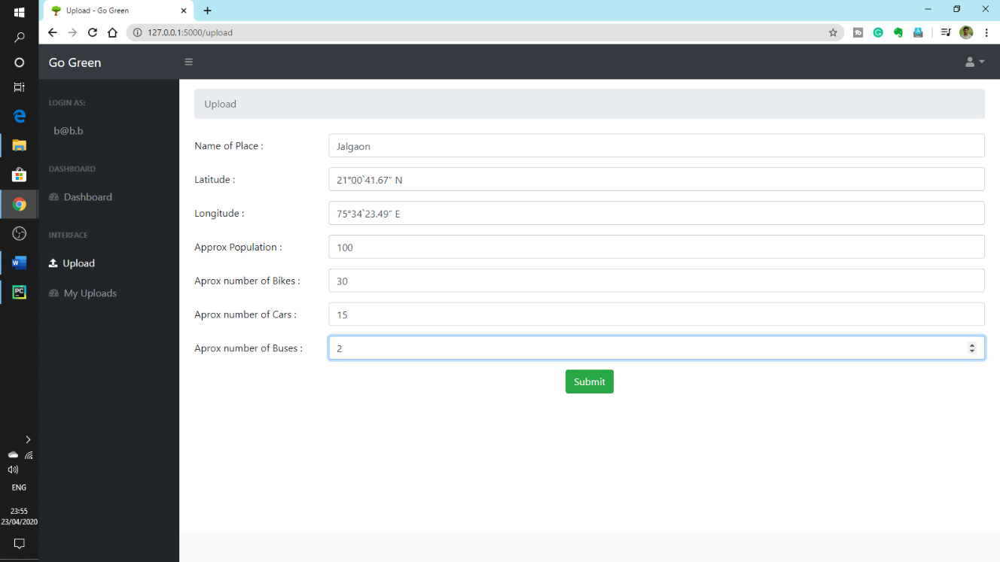 Upload - Go Green
127.0.0.1:5000/upload
Go Green
LOGIN AS:
b@b.b
DASHBOARD
Dashboard
INTERFACE
Upload
My Uploads
Upload
Name of Place :
Jalgaon
Latitude :
21°00`41.67″ N
Longitude :
75°34`23.49″ E
Approx Population :
100
Aprox number of Bikes :
30
Aprox number of Cars :
15
Aprox number of Buses :
2
Submit
ENG
23:55
23/04/2020